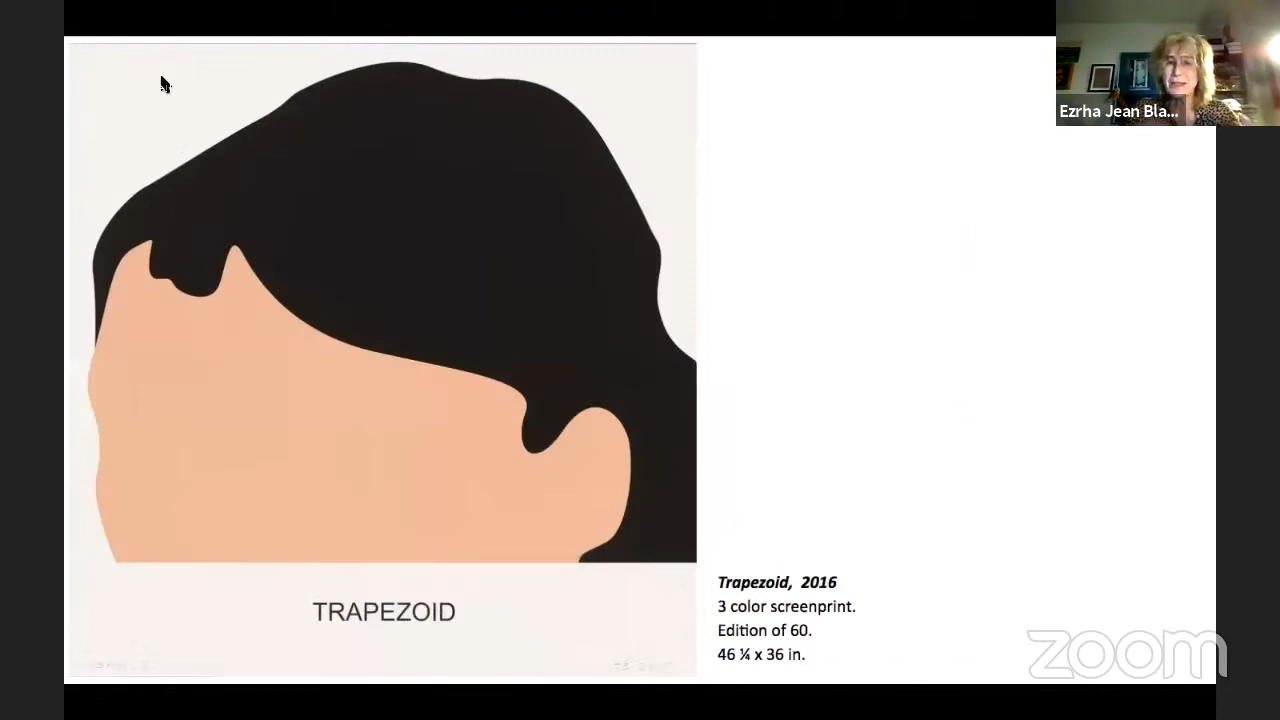 Ezrha Jean Bla...
TRAPEZOID
Trapezoid, 2016
3 color screenprint.
Edition of 60.
46 ¼ x 36 in.
zoom